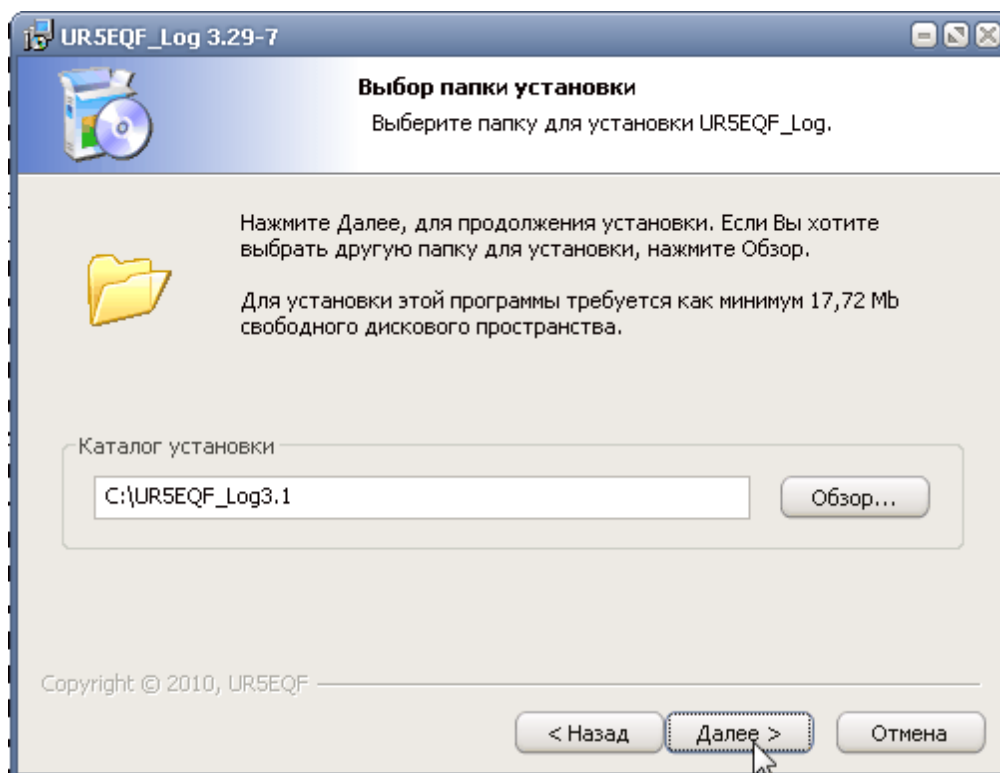 UR5EQF_Log 3.29-7
Выбор папки установки
Выберите папку для установки UR5EQF_Log.
Нажмите Далее, для продолжения установки. Если Вы хотите
выбрать другую папку для установки, нажмите Обзор.
Для установки этой программы требуется как минимум 17,72 Mb
свободного дискового пространства.
Каталог установки
C:\UR5EQF_Log3.1
Обзор...
Copyright © 2010, UR5EQF
< Назад
Далее >
Отмена